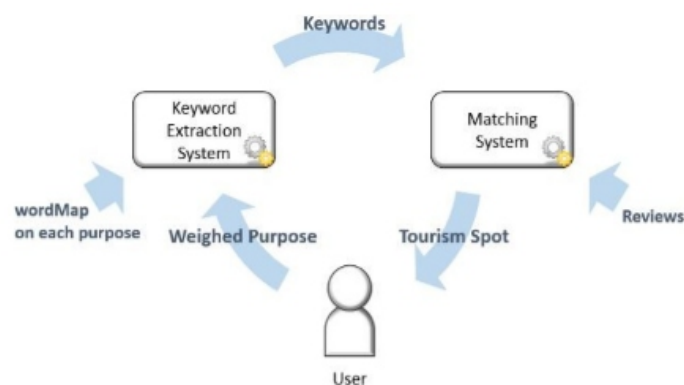 Keywords
Keyword
Extraction
System
Matching
System
wordMap
on each purpose
Weighed Purpose
Tourism Spot
Reviews
User